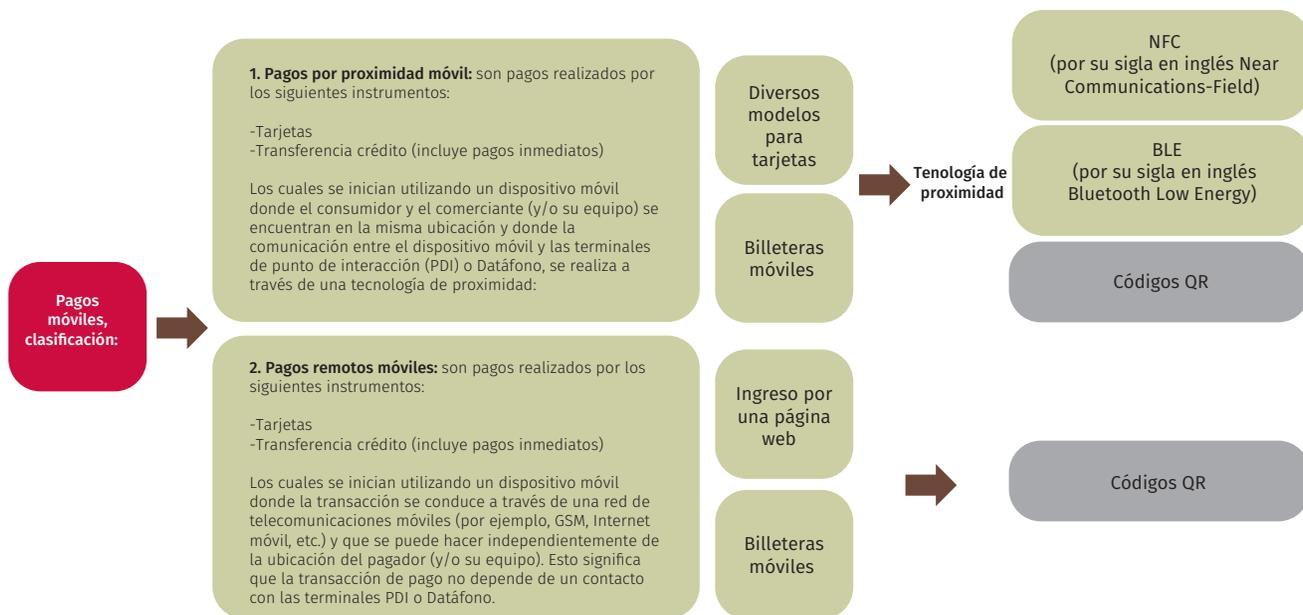 Pagos
móviles,
clasificación:
1. Pagos por proximidad móvil: son pagos realizados por
los siguientes instrumentos:
-Tarjetas
-Transferencia crédito (incluye pagos inmediatos)
Los cuales se inician utilizando un dispositivo móvil
donde el consumidor y el comerciante (y/o su equipo) se
encuentran en la misma ubicación y donde la
comunicación entre el dispositivo móvil y las terminales
de punto de interacción (PDI) o Datáfono, se realiza a
través de una tecnología de proximidad:
Diversos
modelos
para
tarjetas
Billeteras
móviles
Tenología de
proximidad
NFC
(por su sigla en inglés Near
Communications-Field)
BLE
(por su sigla en inglés
Bluetooth Low Energy)
Códigos QR
2. Pagos remotos móviles: son pagos realizados por los
siguientes instrumentos:
-Tarjetas
-Transferencia crédito (incluye pagos inmediatos)
Los cuales se inician utilizando un dispositivo móvil
donde la transacción se conduce a través de una red de
telecomunicaciones móviles (por ejemplo, GSM, Internet
móvil, etc.) y que se puede hacer independientemente de
la ubicación del pagador (y/o su equipo). Esto significa
que la transacción de pago no depende de un contacto
con las terminales PDI o Datáfono.
Ingreso por
una página
web
Billeteras
móviles
Códigos QR